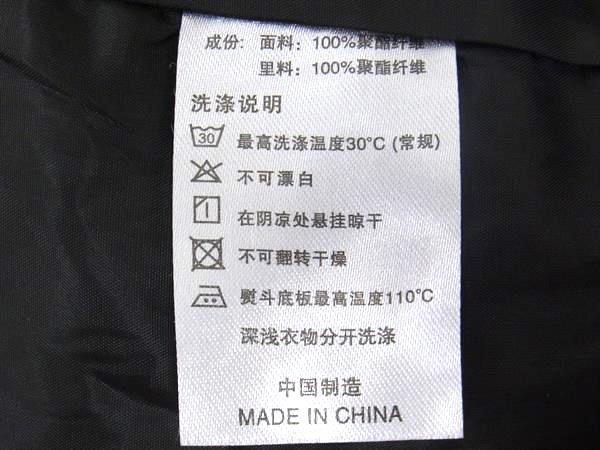 成份: 面料: 100%聚酯纤维
里料: 100%聚酯纤维
洗涤说明
30 最高洗涤温度30°C (常规)
不可漂白
在阴凉处悬挂晾干
不可翻转干燥
熨斗底板最高温度110°C
深浅衣物分开洗涤
中国制造
MADE IN CHINA